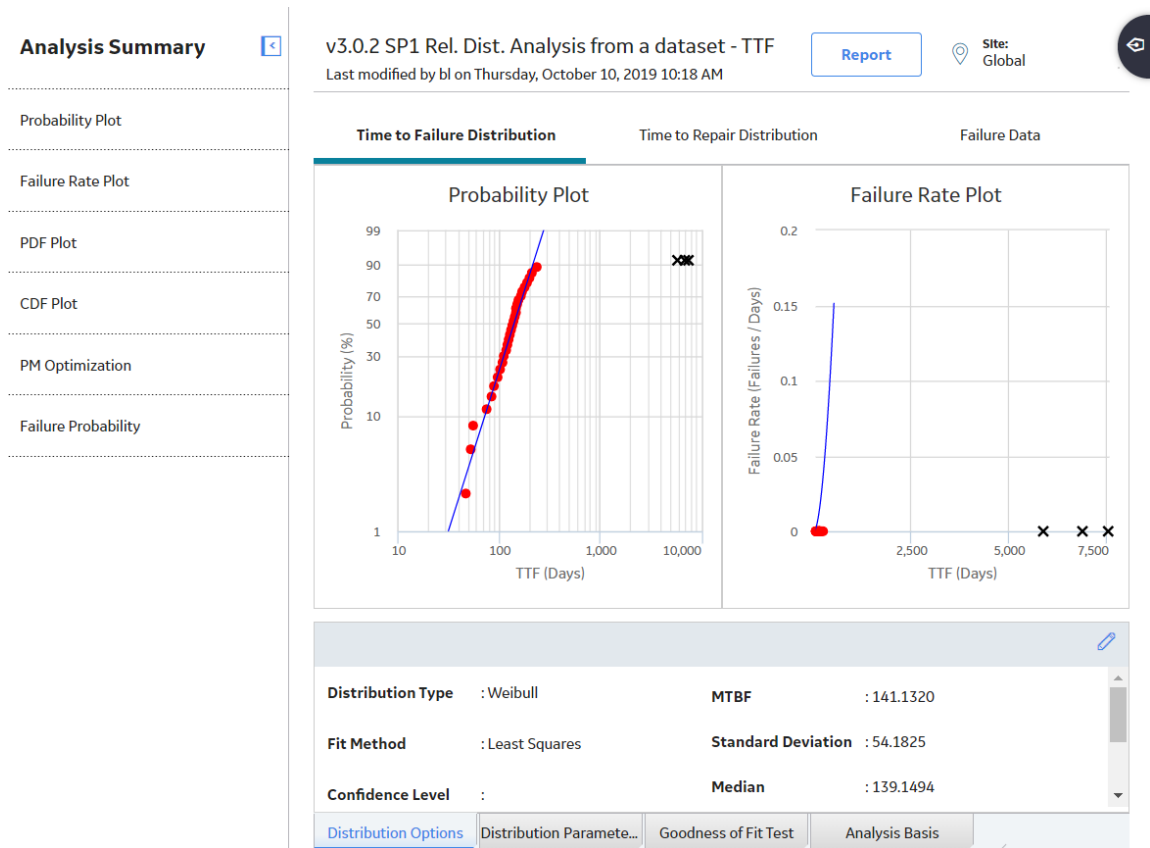 Analysis Summary
Probability Plot
Failure Rate Plot
PDF Plot
CDF Plot
PM Optimization
Failure Probability
v3.0.2 SP1 Rel. Dist. Analysis from a dataset - TTF
Last modified by bl on Thursday, October 10, 2019 10:18 AM
Report
Site:
Global
Time to Failure Distribution
Time to Repair Distribution
Failure Data
Probability Plot
99
90
70
50
30
10
1
Probability (%)
10
100
1,000
10,000
TTF (Days)
Failure Rate Plot
0.2
0.15
0.1
0.05
0
Failure Rate (Failures / Days)
2,500
5,000
7,500
TTF (Days)
Distribution Type : Weibull
Fit Method : Least Squares
Confidence Level :
MTBF : 141.1320
Standard Deviation : 54.1825
Median : 139.1494
Distribution Options
Distribution Paramete...
Goodness of Fit Test
Analysis Basis